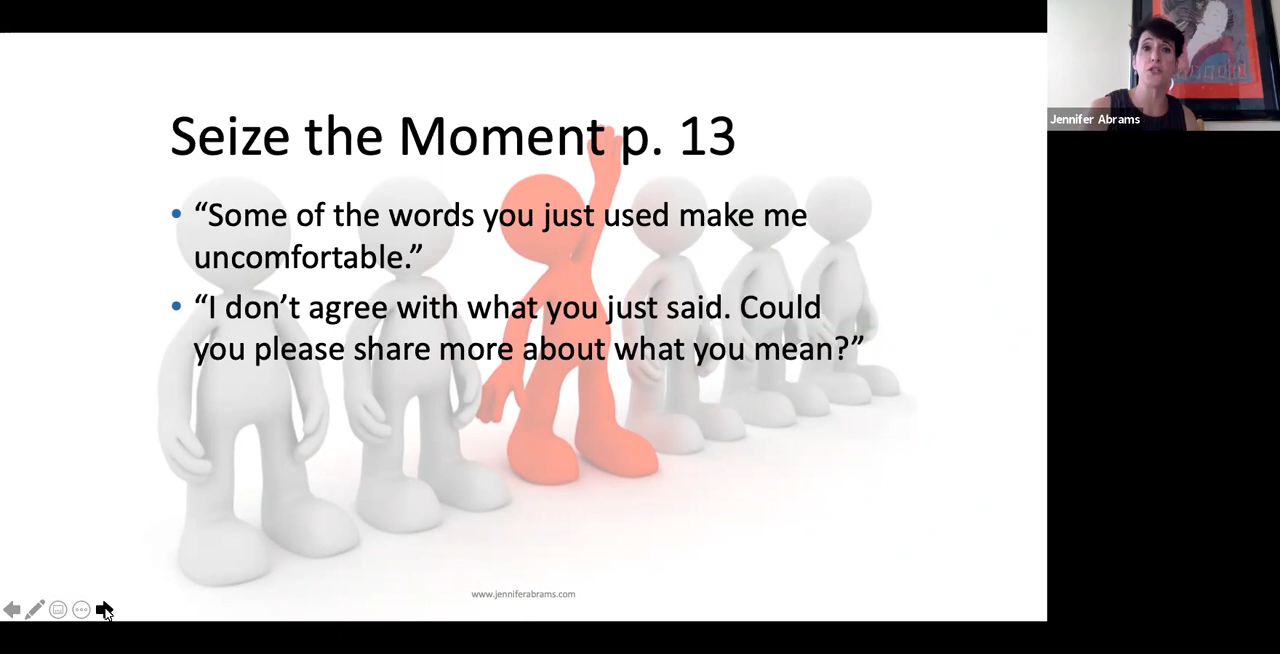 Seize the Moment p. 13
• “Some of the words you just used make me
uncomfortable.”
• “I don’t agree with what you just said. Could
you please share more about what you mean?”
www.jenniferabrams.com
Jennifer Abrams